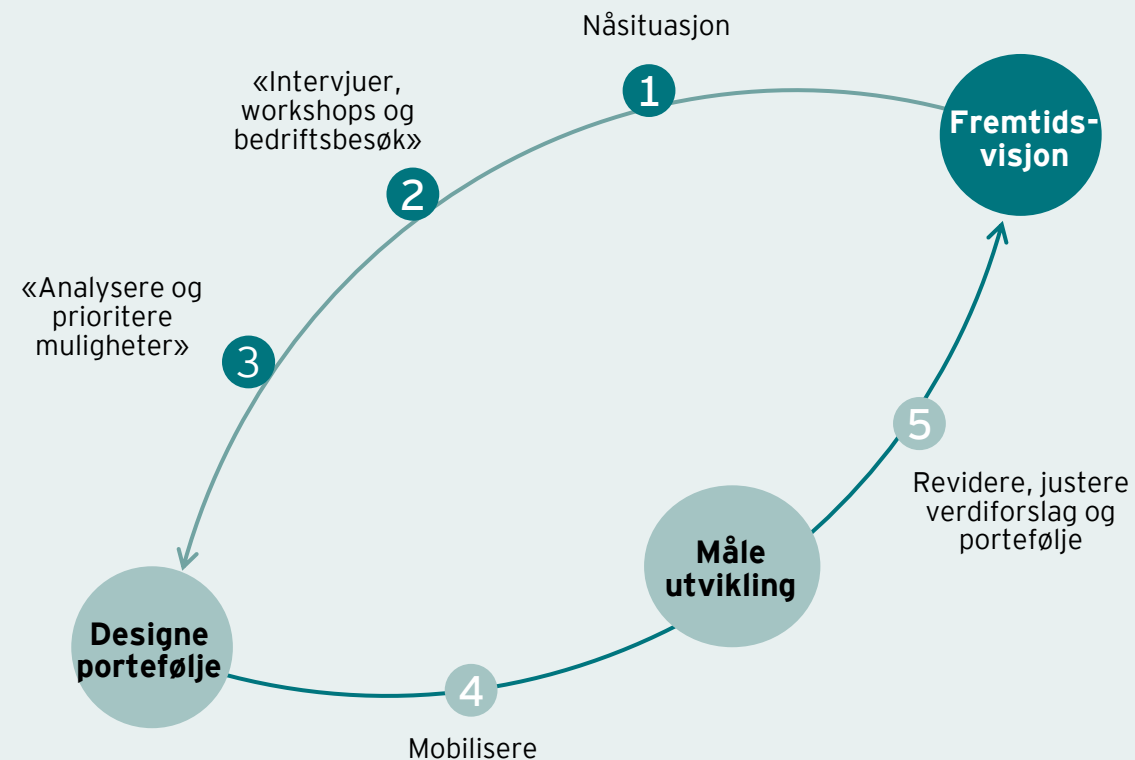 Nåsituasjon
1
Fremtids-
visjon
«Intervjuer,
workshops og
bedriftsbesøk»
2
«Analysere og
prioritere
muligheter»
3
Designe
portefølje
4
Mobilisere
Måle
utvikling
5
Revidere, justere
verdiforslag og
portefølje